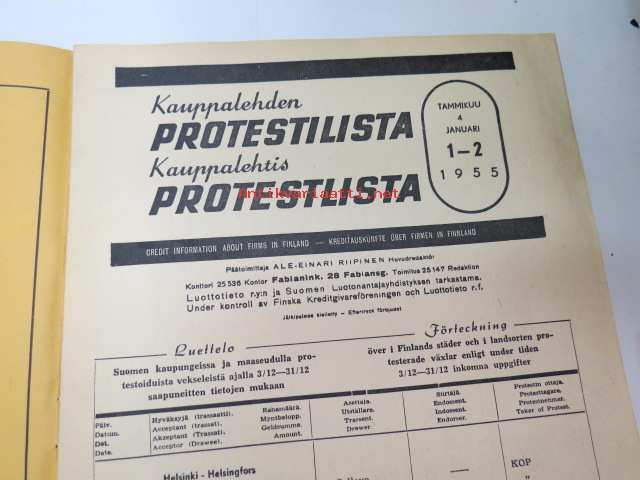 Kauppalehden
PROTESTILISTA
Kauppalehtis
PROTESTLISTA
TAMMIKUU
4
JANUARI
1—2
1955
Antikvariaatti.net
CREDIT INFORMATION ABOUT FIRMS IN FINLAND — KREDITAUSKÜNFTE ÜBER FIRMEN IN FINNLAND
Päätoimittaja ALE-EINARI RIIPINEN Huvudredaktör
Konttori 25 536 Kontor Fabianink. 28 Fabiansg. Toimitus 25 147 Redaktion
Luottotieto r.y:n ja Suomen Luotonantajayhdistyksen tarkastama.
Under kontroll av Finska Kreditgivareföreningen och Luottotieto r.f.
Jälkipainos kielletty — Eftertryck förbjudet
Luettelo
Suomen kaupungeissa ja maaseudulla pro-
testoiduista vekseleistä ajalla 3/12—31/12
saapuneitten tietojen mukaan
Förteckning
över i Finlands städer och i landsorten pro-
testerade växlar enligt under tiden
3/12—31/12 inkomna uppgifter
Päiv.
Datum.
Dat.
Date.
Hyväksyjä (trassaatti).
Acceptant (trassat).
Akzeptant (Trassat).
Acceptor (Drawee).
Rahamäärä.
Myntbelopp.
Geldsumme.
Amount.
Asettaja.
Utställare.
Trassent.
Drawer.
Siirtäjä.
Endossent.
Indossent.
Endorser.
Protestin ottaja.
Protesttagare.
Protestnehmer.
Taker of Protest.
Helsinki - Helsingfors
—
KOP
"